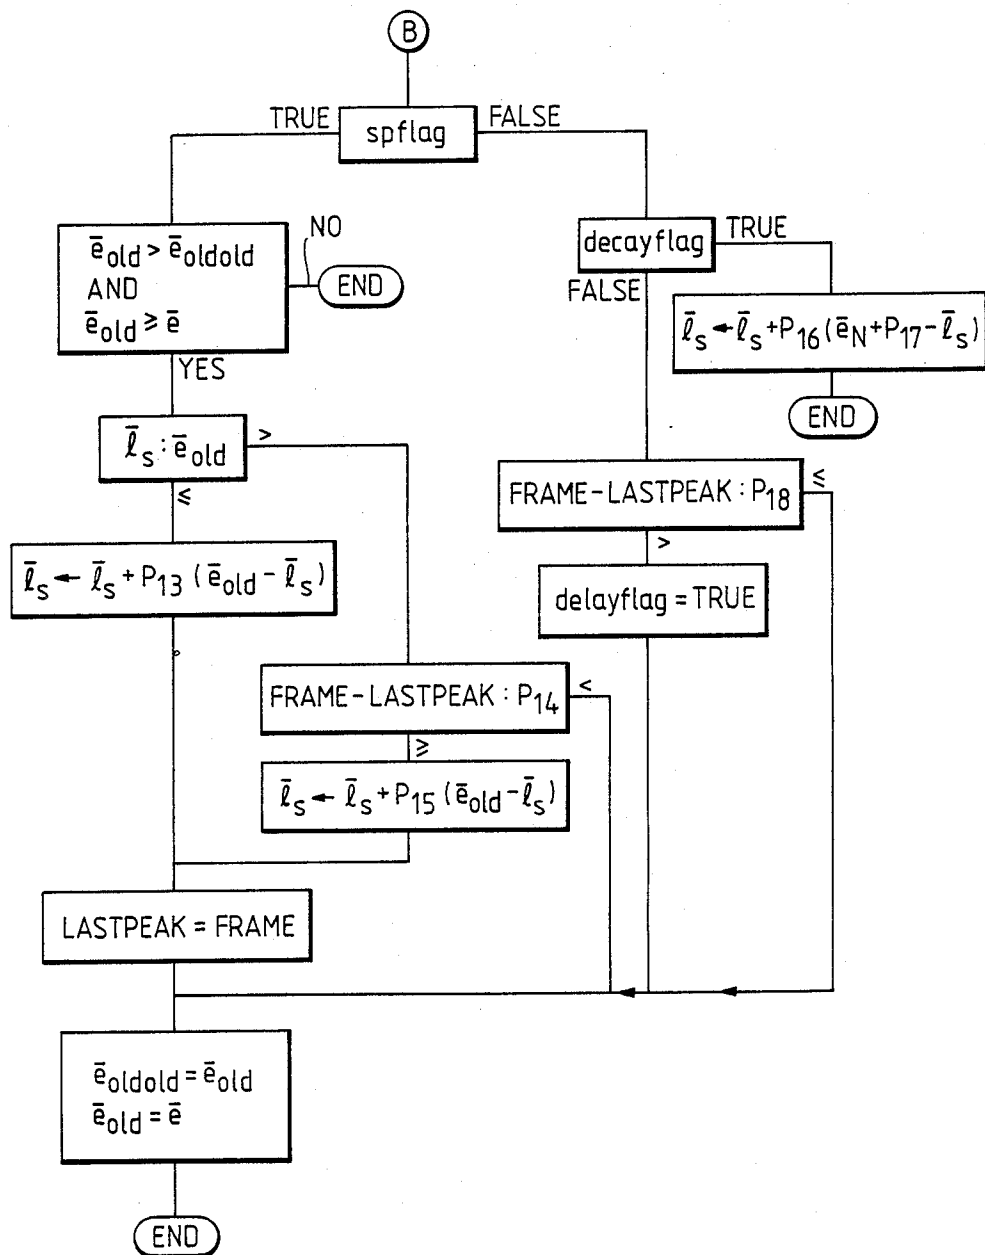 B
TRUE
spflag
FALSE
ē_old > ē_oldold
AND
ē_old ≥ ē
NO
END
YES
decayflag
TRUE
FALSE
ℓ̄_s ← ℓ̄_s + P_16 (ē_N + P_17 - ℓ̄_s)
END
ℓ̄_s : ē_old
>
≤
FRAME-LASTPEAK : P_18
≤
>
ℓ̄_s ← ℓ̄_s + P_13 (ē_old - ℓ̄_s)
delayflag = TRUE
FRAME-LASTPEAK : P_14
<
≥
ℓ̄_s ← ℓ̄_s + P_15 (ē_old - ℓ̄_s)
LASTPEAK = FRAME
ē_oldold = ē_old
ē_old = ē
END